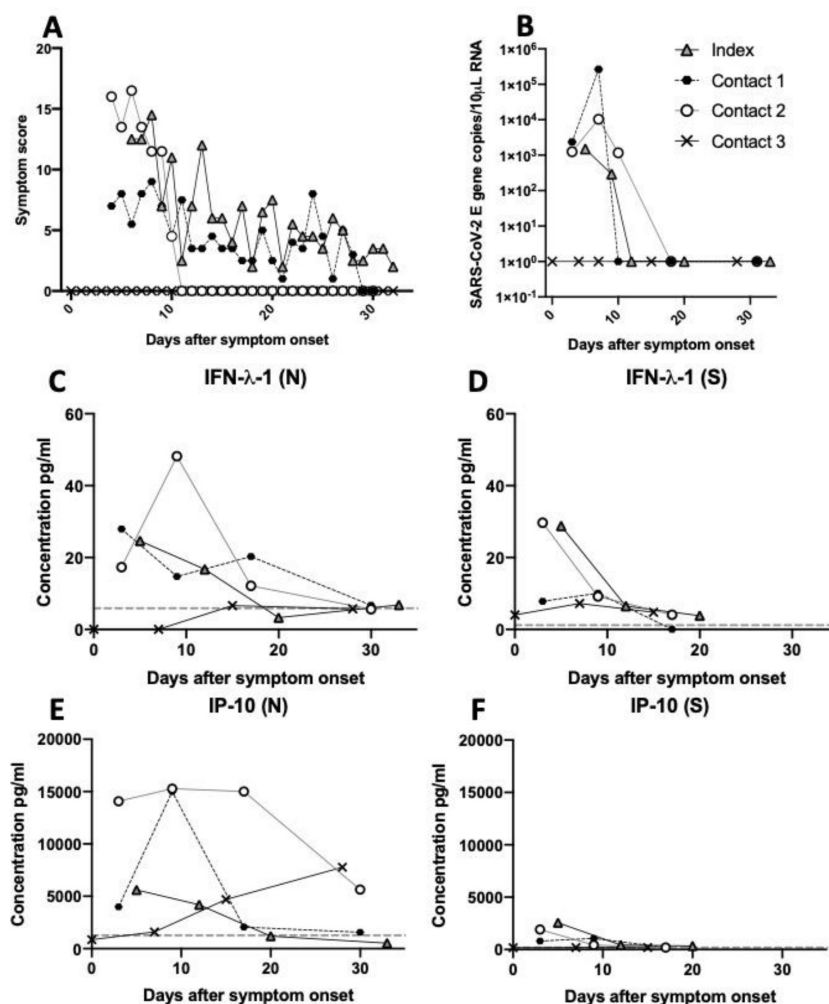 A
20
15
10
5
0
Symptom score
0
10
20
30
Days after symptom onset
B
1×10⁶
1×10⁵
1×10⁴
1×10³
1×10²
1×10¹
1×10⁰
1×10⁻¹
SARS-CoV-2 E gene copies/10µL RNA
0
10
20
30
Days after symptom onset
Index
Contact 1
Contact 2
Contact 3
C
IFN-λ-1 (N)
60
40
20
0
Concentration pg/ml
0
10
20
30
Days after symptom onset
D
IFN-λ-1 (S)
60
40
20
0
Concentration pg/ml
0
10
20
30
Days after symptom onset
E
IP-10 (N)
20000
15000
10000
5000
0
Concentration pg/ml
0
10
20
30
Days after symptom onset
F
IP-10 (S)
20000
15000
10000
5000
0
Concentration pg/ml
0
10
20
30
Days after symptom onset